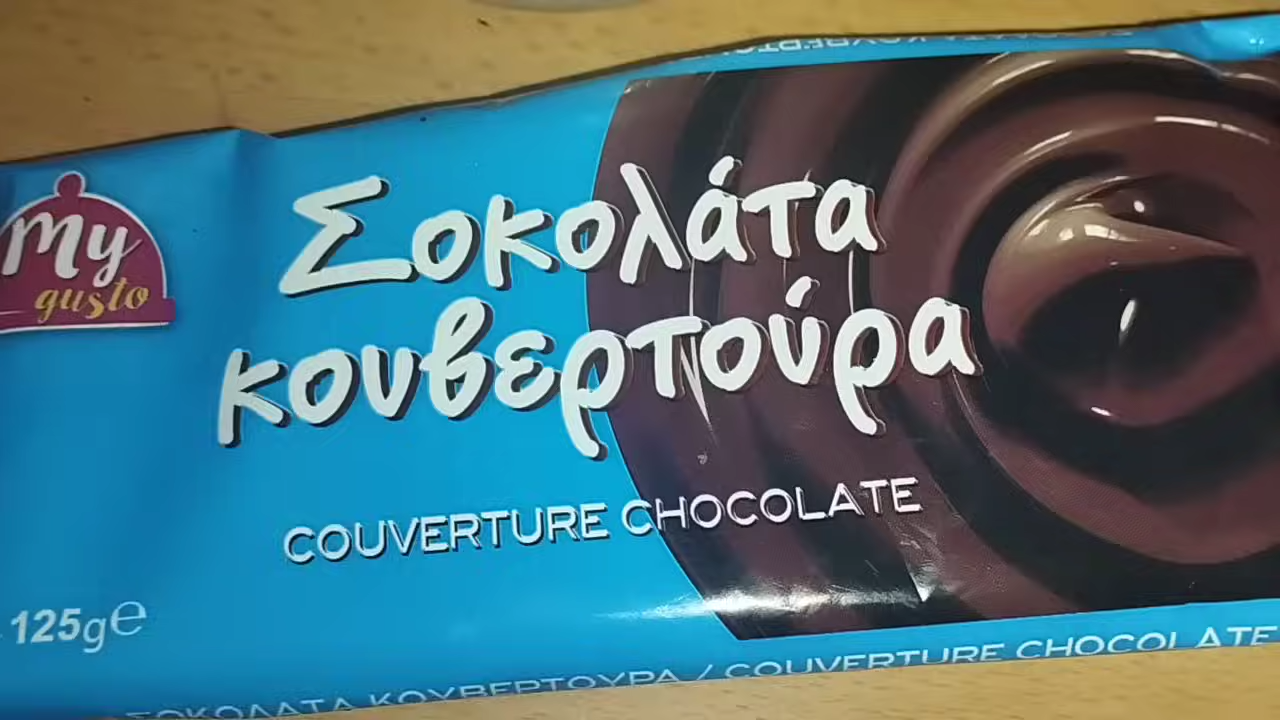 My
gusto
Σοκολάτα
κουβερτούρα
COUVERTURE CHOCOLATE
125g℮
ΣΟΚΟΛΑΤΑ ΚΟΥΒΕΡΤΟΥΡΑ / COUVERTURE CHOCOLATE